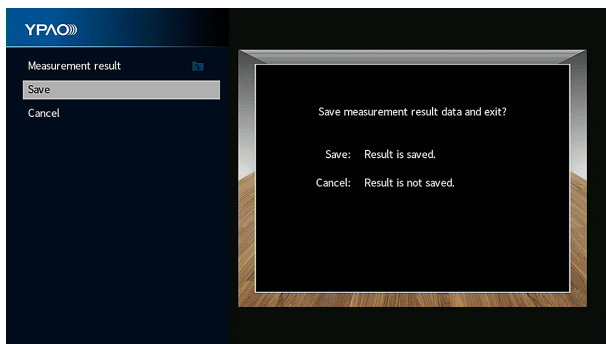 YPAO
Measurement result
Save
Cancel
Save measurement result data and exit?
Save: Result is saved.
Cancel: Result is not saved.